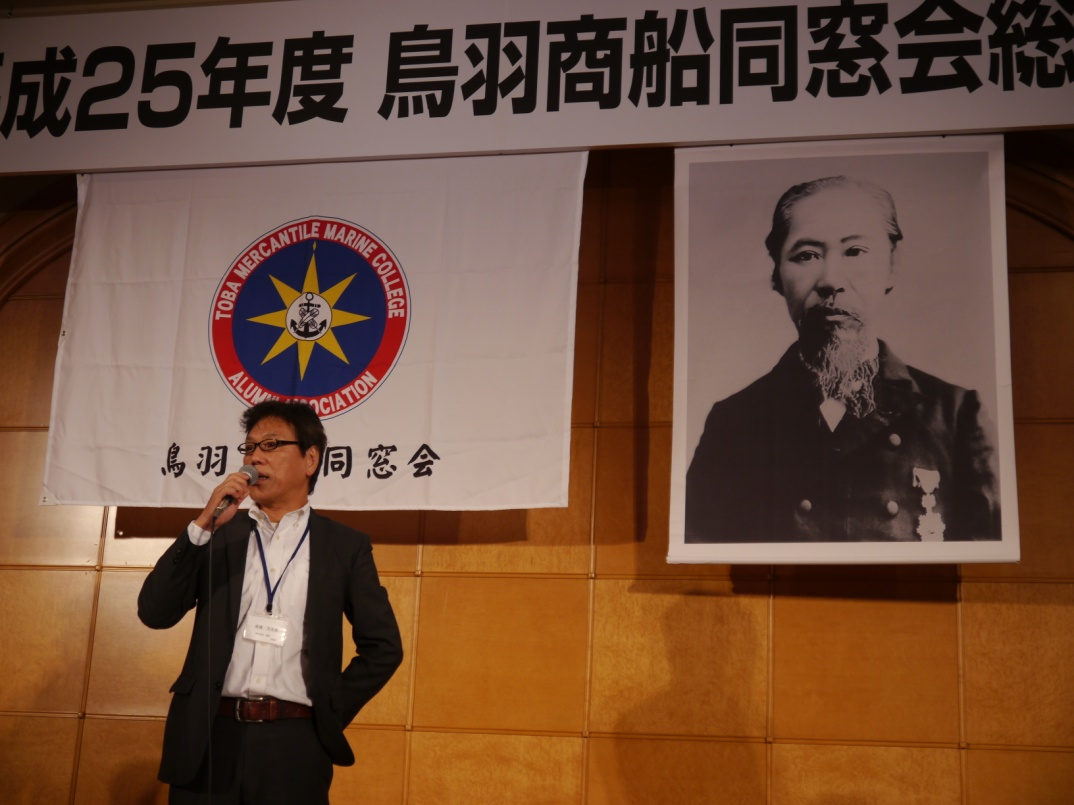 成25年度 鳥羽商船同窓会総
TOBA MERCANTILE MARINE COLLEGE
ALUMNI ASSOCIATION
鳥羽 同窓会